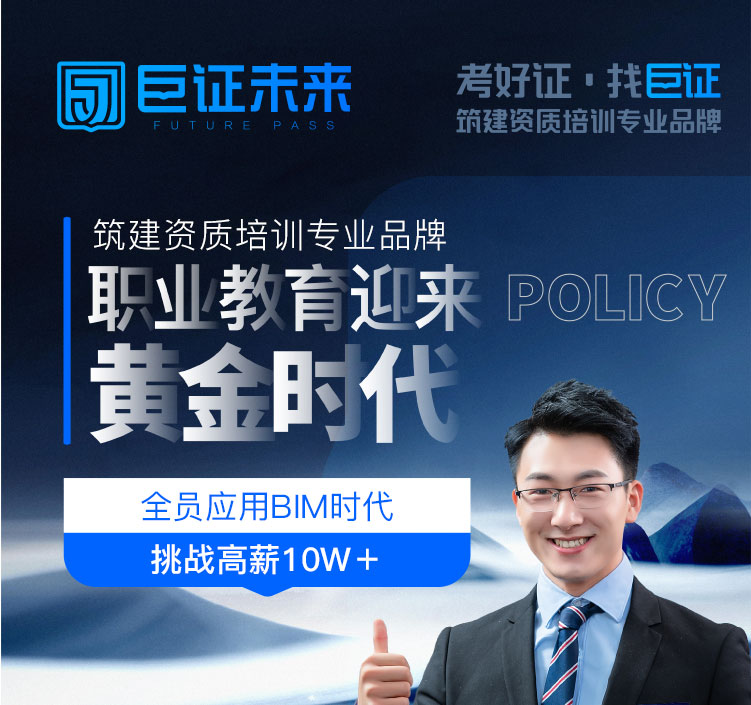 巨证未来
FUTURE PASS
考好证·找巨证
筑建资质培训专业品牌
筑建资质培训专业品牌
职业教育迎来
POLICY
黄金时代
全员应用BIM时代
挑战高薪10W+